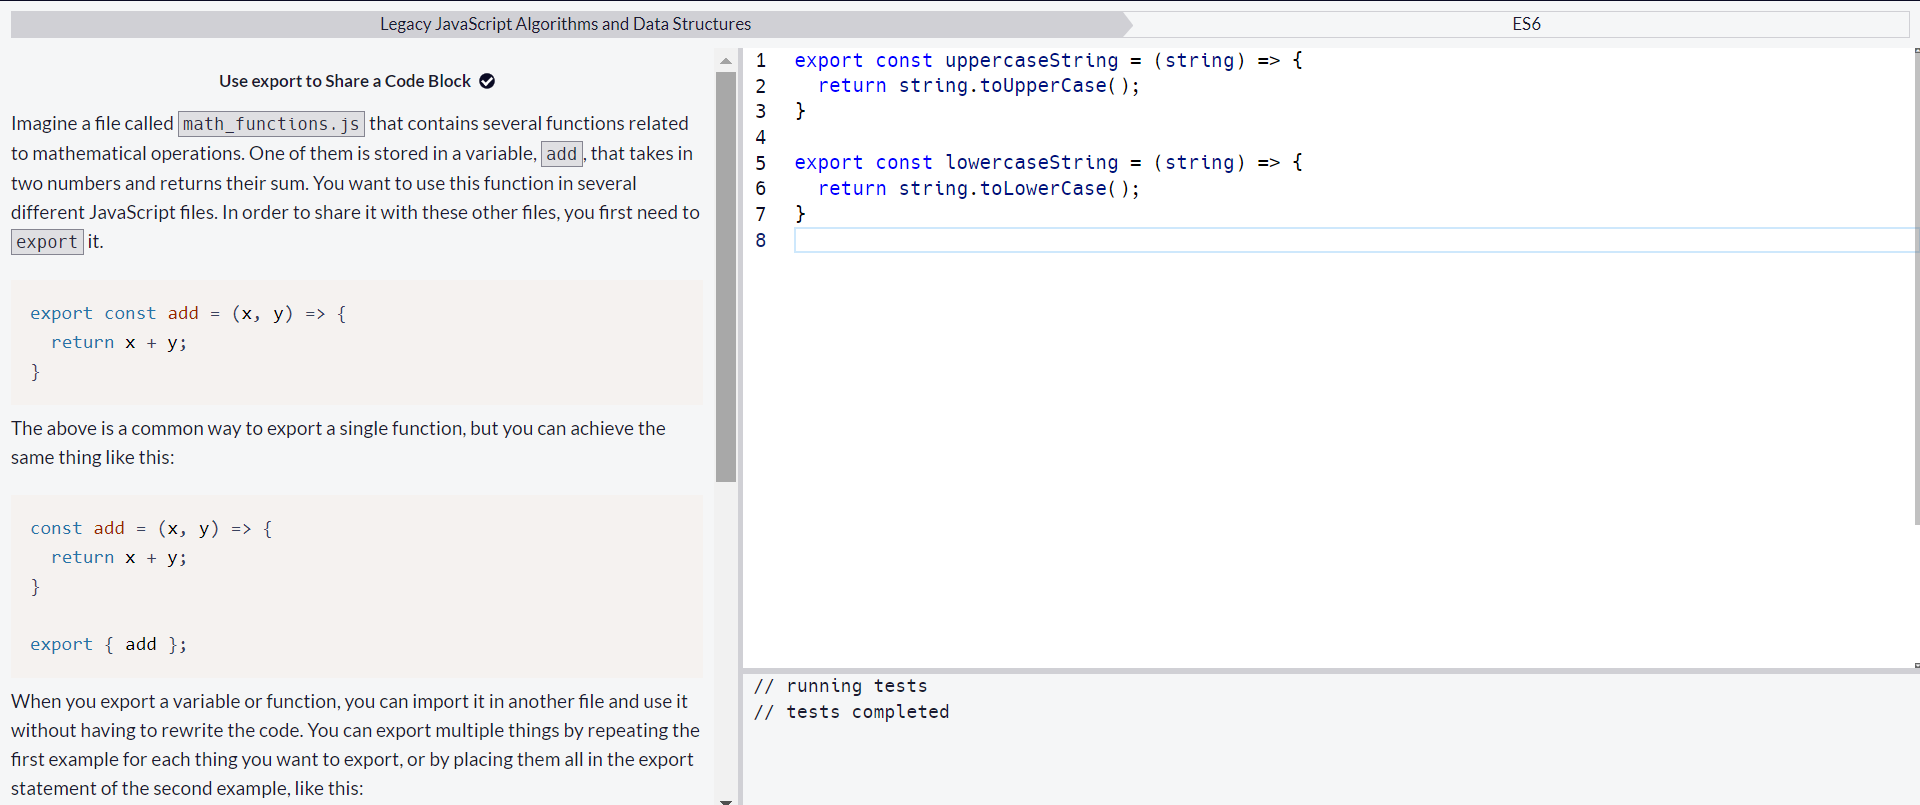 Legacy JavaScript Algorithms and Data Structures
ES6
Use export to Share a Code Block
Imagine a file called math_functions.js that contains several functions related
to mathematical operations. One of them is stored in a variable, add, that takes in
two numbers and returns their sum. You want to use this function in several
different JavaScript files. In order to share it with these other files, you first need to
export it.
export const add = (x, y) => {
  return x + y;
}
The above is a common way to export a single function, but you can achieve the
same thing like this:
const add = (x, y) => {
  return x + y;
}
export { add };
When you export a variable or function, you can import it in another file and use it
without having to rewrite the code. You can export multiple things by repeating the
first example for each thing you want to export, or by placing them all in the export
statement of the second example, like this:
1 export const uppercaseString = (string) => {
2   return string.toUpperCase();
3 }
4
5 export const lowercaseString = (string) => {
6   return string.toLowerCase();
7 }
8
// running tests
// tests completed